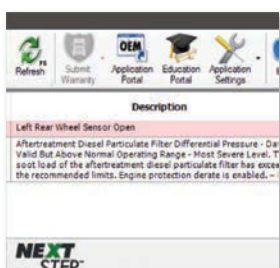 F5
Refresh
Submit
Warranty
OEM
Application
Portal
Education
Portal
Application
Settings
Description
Left Rear Wheel Sensor Open
Aftertreatment Diesel Particulate Filter Differential Pressure - Da
Valid But Above Normal Operating Range - Most Severe Level. T
soot load of the aftertreatment diesel particulate filter has excee
the recommended limits. Engine protection derate is enabled. -
NEXT
STEP